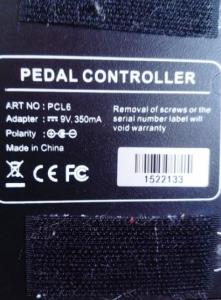 PEDAL CONTROLLER
ART NO : PCL6
Adapter : ⎓ 9V, 350mA
Polarity :
Made in China
Removal of screws or the
serial number label will
void warranty
CE FC
1522133